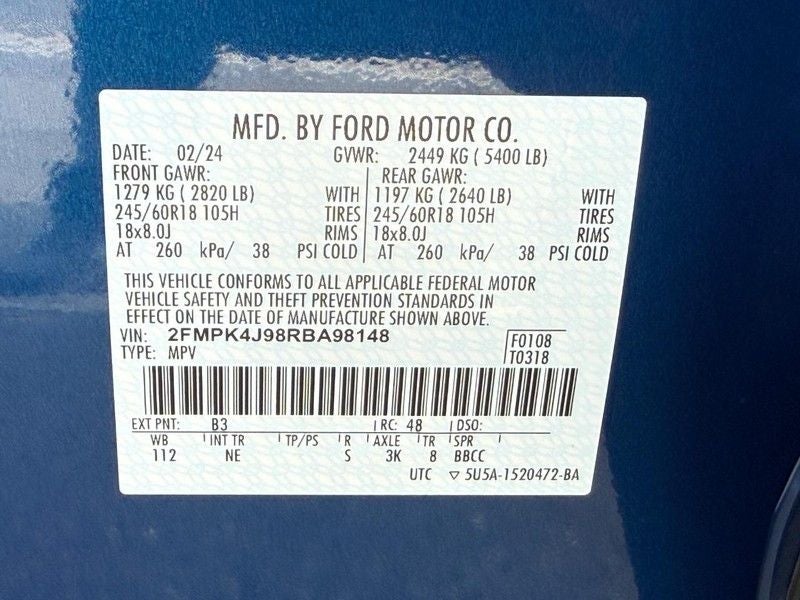 MFD. BY FORD MOTOR CO.
DATE: 02/24 GVWR: 2449 KG ( 5400 LB)
FRONT GAWR: REAR GAWR:
1279 KG ( 2820 LB) WITH 1197 KG ( 2640 LB) WITH
245/60R18 105H TIRES 245/60R18 105H TIRES
18x8.0J RIMS 18x8.0J RIMS
AT 260 kPa/ 38 PSI COLD AT 260 kPa/ 38 PSI COLD
THIS VEHICLE CONFORMS TO ALL APPLICABLE FEDERAL MOTOR
VEHICLE SAFETY AND THEFT PREVENTION STANDARDS IN
EFFECT ON THE DATE OF MANUFACTURE SHOWN ABOVE.
VIN: 2FMPK4J98RBA98148 F0108
TYPE: MPV T0318
EXT PNT: B3 RC: 48 DSO:
WB INT TR TP/PS R AXLE TR SPR
112 NE S 3K 8 BBCC
UTC ▽ 5U5A-1520472-BA